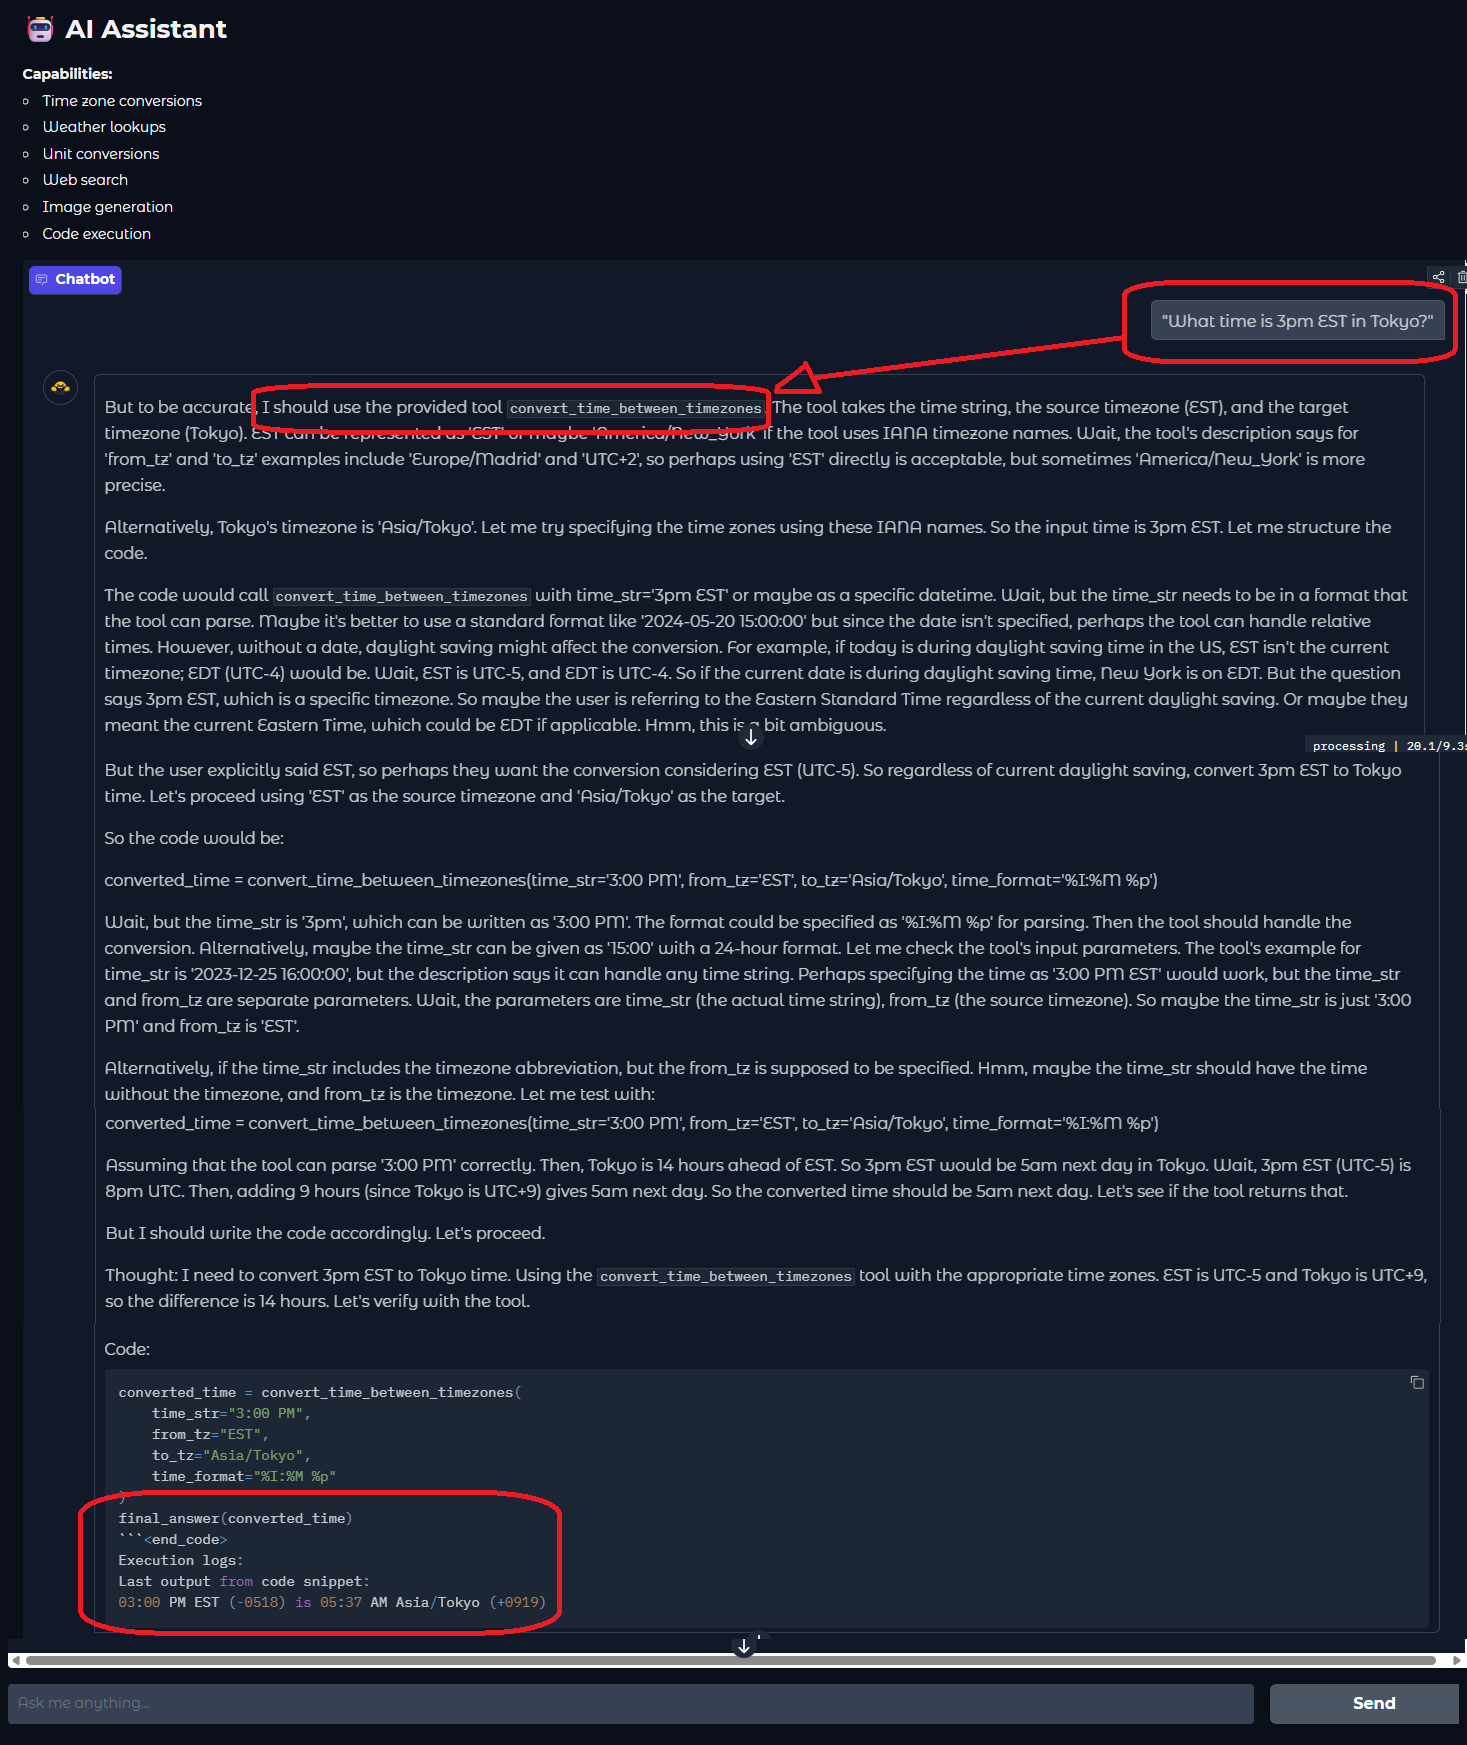 AI Assistant
Capabilities:
Time zone conversions
Weather lookups
Unit conversions
Web search
Image generation
Code execution
Chatbot
"What time is 3pm EST in Tokyo?"
But to be accurate, I should use the provided tool convert_time_between_timezones. The tool takes the time string, the source timezone (EST), and the target
timezone (Tokyo). EST can be represented as 'EST' or maybe 'America/New_York' if the tool uses IANA timezone names. Wait, the tool's description says for
'from_tz' and 'to_tz' examples include 'Europe/Madrid' and 'UTC+2', so perhaps using 'EST' directly is acceptable, but sometimes 'America/New_York' is more
precise.
Alternatively, Tokyo's timezone is 'Asia/Tokyo'. Let me try specifying the time zones using these IANA names. So the input time is 3pm EST. Let me structure the
code.
The code would call convert_time_between_timezones with time_str='3pm EST' or maybe as a specific datetime. Wait, but the time_str needs to be in a format that
the tool can parse. Maybe it's better to use a standard format like '2024-05-20 15:00:00' but since the date isn't specified, perhaps the tool can handle relative
times. However, without a date, daylight saving might affect the conversion. For example, if today is during daylight saving time in the US, EST isn't the current
timezone; EDT (UTC-4) would be. Wait, EST is UTC-5, and EDT is UTC-4. So if the current date is during daylight saving time, New York is on EDT. But the question
says 3pm EST, which is a specific timezone. So maybe the user is referring to the Eastern Standard Time regardless of the current daylight saving. Or maybe they
meant the current Eastern Time, which could be EDT if applicable. Hmm, this is a bit ambiguous.
processing | 20.1/9.3s
But the user explicitly said EST, so perhaps they want the conversion considering EST (UTC-5). So regardless of current daylight saving, convert 3pm EST to Tokyo
time. Let's proceed using 'EST' as the source timezone and 'Asia/Tokyo' as the target.
So the code would be:
converted_time = convert_time_between_timezones(time_str='3:00 PM', from_tz='EST', to_tz='Asia/Tokyo', time_format='%I:%M %p')
Wait, but the time_str is '3pm', which can be written as '3:00 PM'. The format could be specified as '%I:%M %p' for parsing. Then the tool should handle the
conversion. Alternatively, maybe the time_str can be given as '15:00' with a 24-hour format. Let me check the tool's input parameters. The tool's example for
time_str is '2023-12-25 16:00:00', but the description says it can handle any time string. Perhaps specifying the time as '3:00 PM EST' would work, but the time_str
and from_tz are separate parameters. Wait, the parameters are time_str (the actual time string), from_tz (the source timezone). So maybe the time_str is just '3:00
PM' and from_tz is 'EST'.
Alternatively, if the time_str includes the timezone abbreviation, but the from_tz is supposed to be specified. Hmm, maybe the time_str should have the time
without the timezone, and from_tz is the timezone. Let me test with:
converted_time = convert_time_between_timezones(time_str='3:00 PM', from_tz='EST', to_tz='Asia/Tokyo', time_format='%I:%M %p')
Assuming that the tool can parse '3:00 PM' correctly. Then, Tokyo is 14 hours ahead of EST. So 3pm EST would be 5am next day in Tokyo. Wait, 3pm EST (UTC-5) is
8pm UTC. Then, adding 9 hours (since Tokyo is UTC+9) gives 5am next day. So the converted time should be 5am next day. Let's see if the tool returns that.
But I should write the code accordingly. Let's proceed.
Thought: I need to convert 3pm EST to Tokyo time. Using the convert_time_between_timezones tool with the appropriate time zones. EST is UTC-5 and Tokyo is UTC+9,
so the difference is 14 hours. Let's verify with the tool.
Code:
converted_time = convert_time_between_timezones(
time_str="3:00 PM",
from_tz="EST",
to_tz="Asia/Tokyo",
time_format="%I:%M %p"
)
final_answer(converted_time)
```<end_code>
Execution logs:
Last output from code snippet:
03:00 PM EST (-0518) is 05:37 AM Asia/Tokyo (+0919)
Ask me anything...
Send